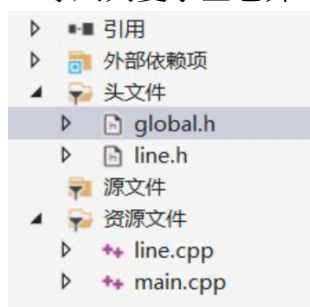 引用
外部依赖项
头文件
global.h
line.h
源文件
资源文件
line.cpp
main.cpp